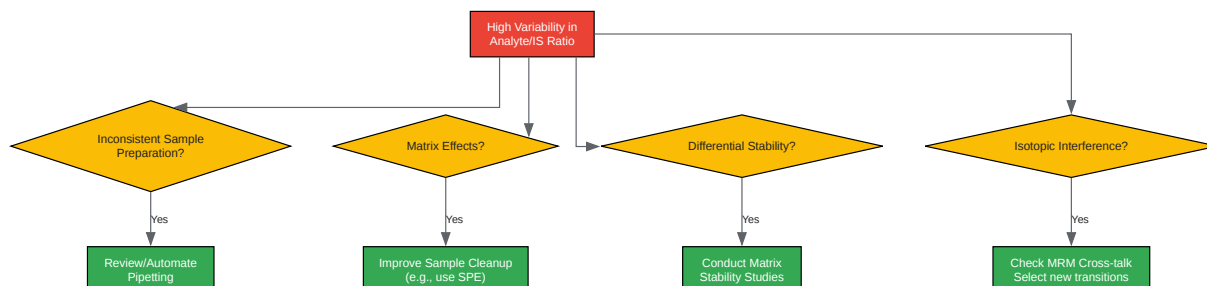 High Variability in
Analyte/IS Ratio
Inconsistent Sample
Preparation?
Matrix Effects?
Differential Stability?
Isotopic Interference?
Yes
Yes
Yes
Yes
Review/Automate
Pipetting
Improve Sample Cleanup
(e.g., use SPE)
Conduct Matrix
Stability Studies
Check MRM Cross-talk
Select new transitions